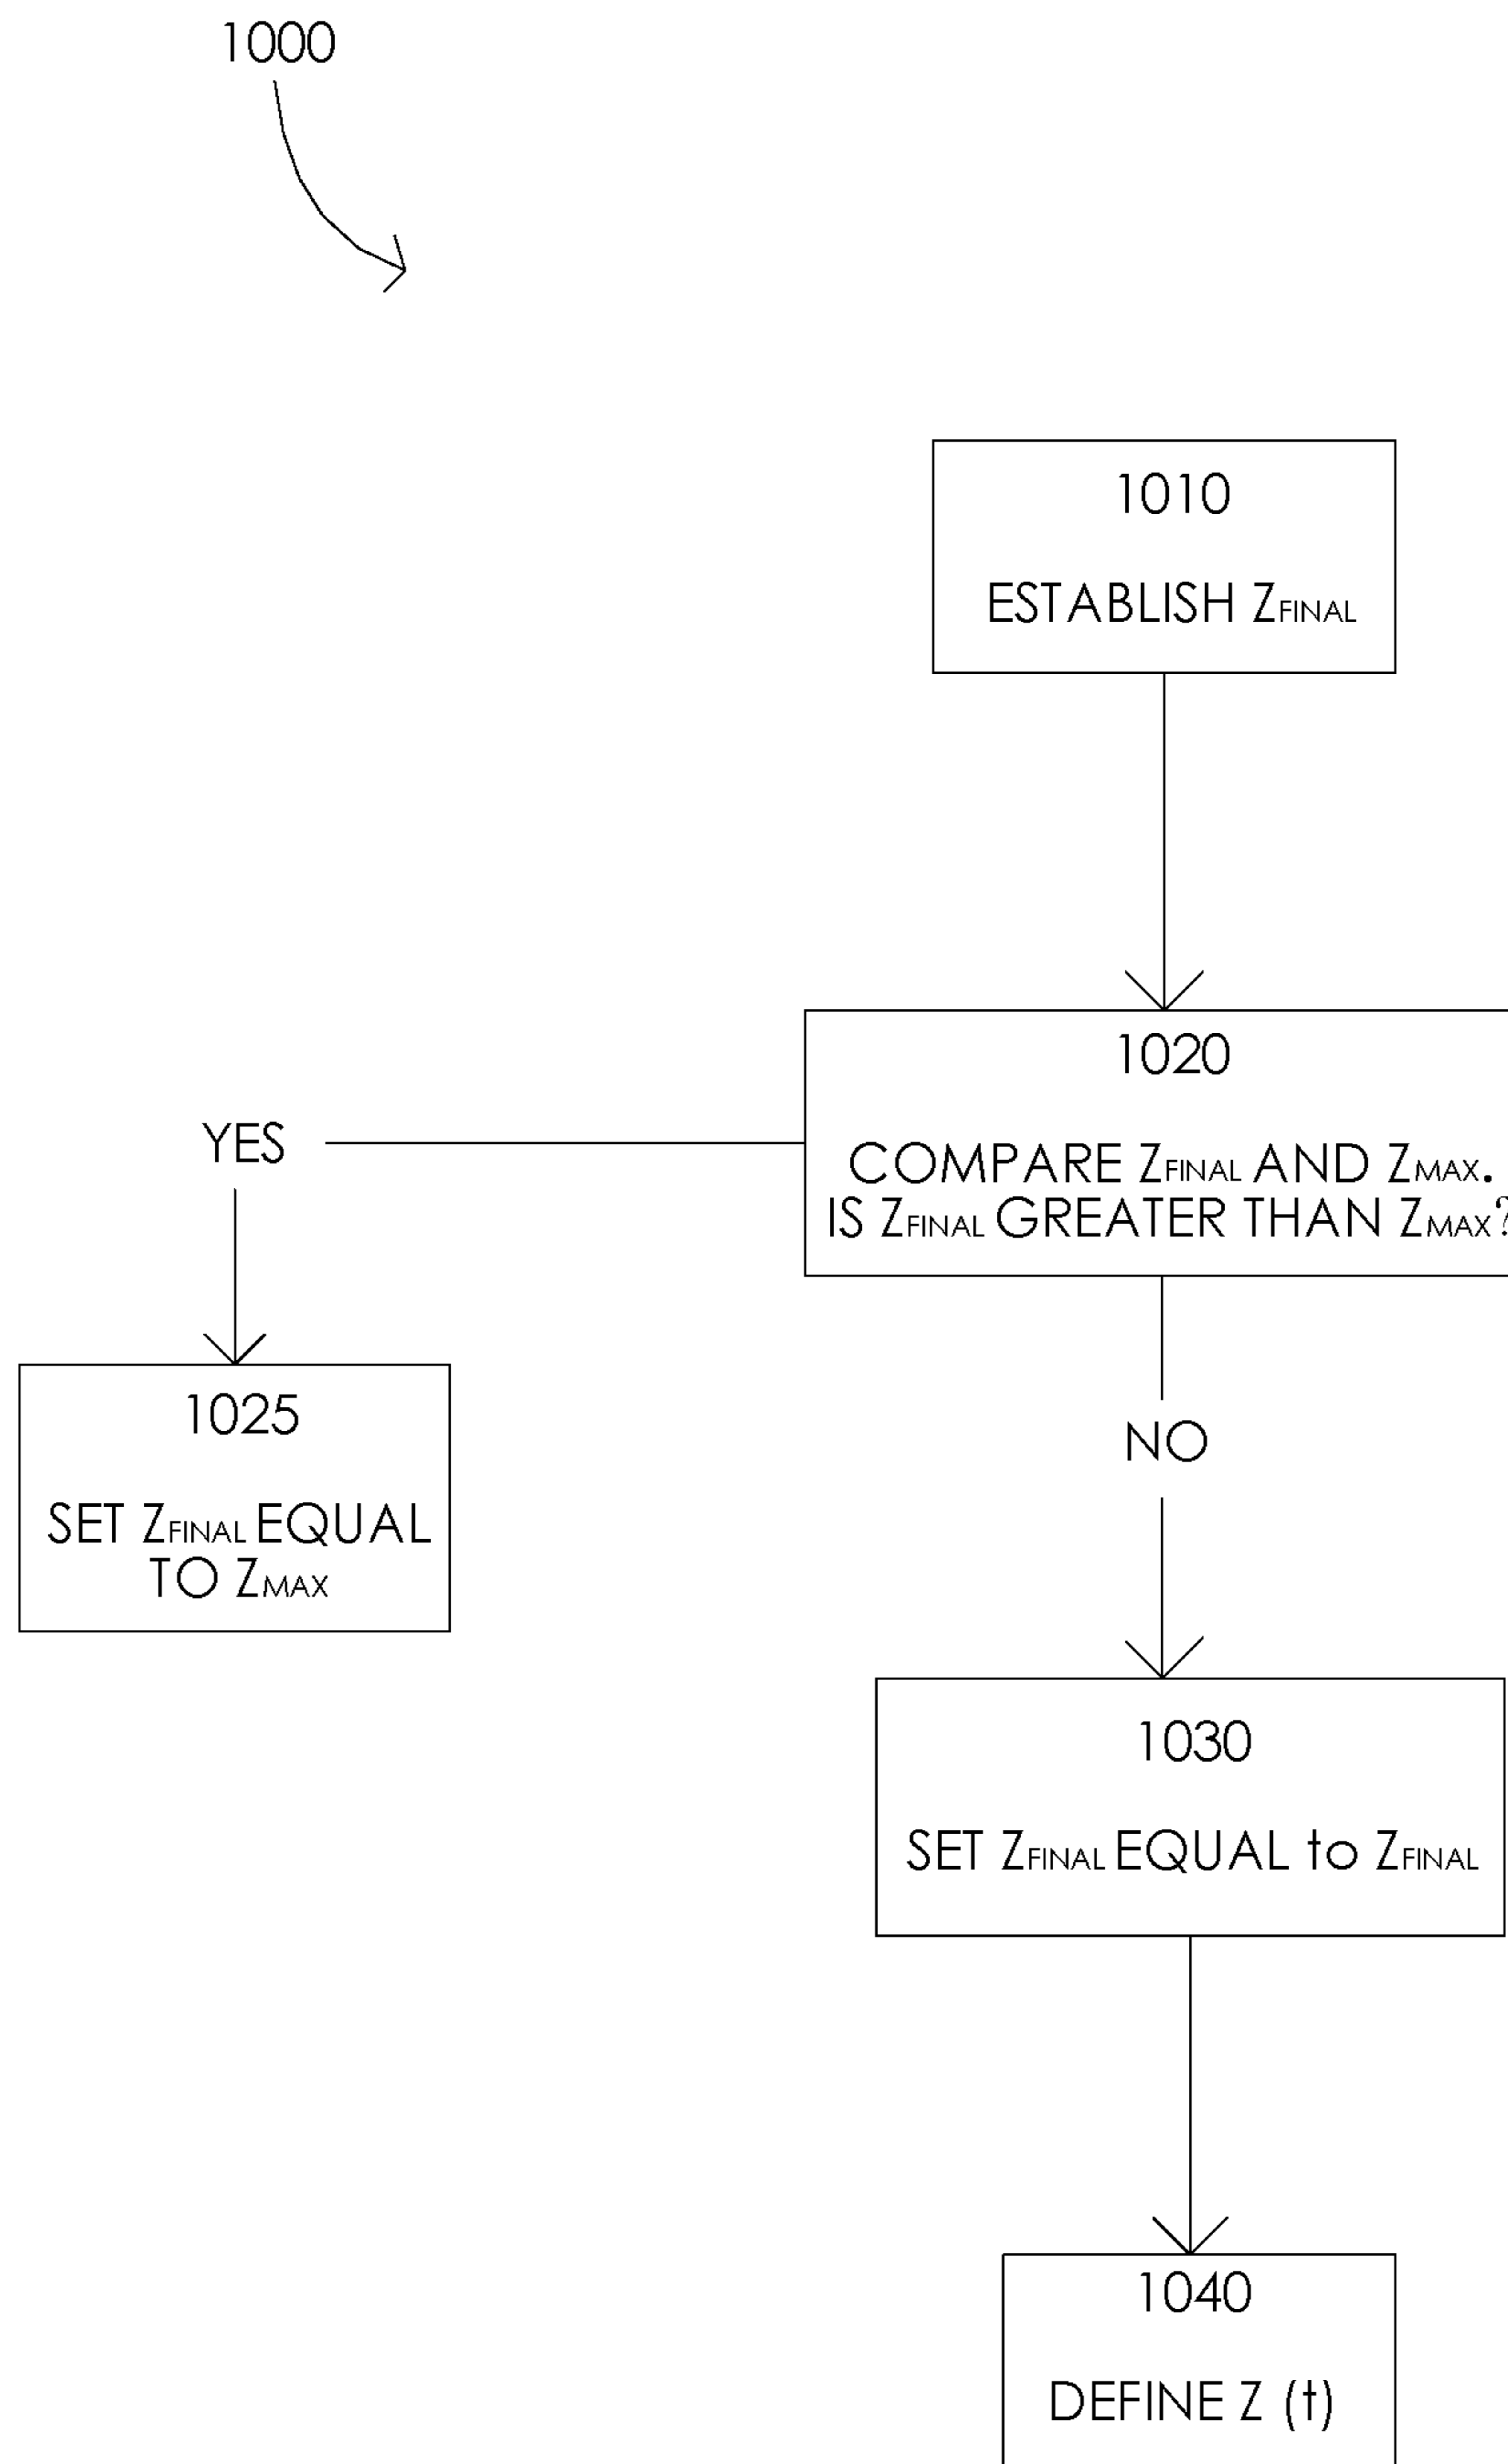 1000
1010
ESTABLISH ZFINAL
1020
COMPARE ZFINAL AND ZMAX.
IS ZFINAL GREATER THAN ZMAX?
YES
1025
SET ZFINAL EQUAL
TO ZMAX
NO
1030
SET ZFINAL EQUAL to ZFINAL
1040
DEFINE Z (t)